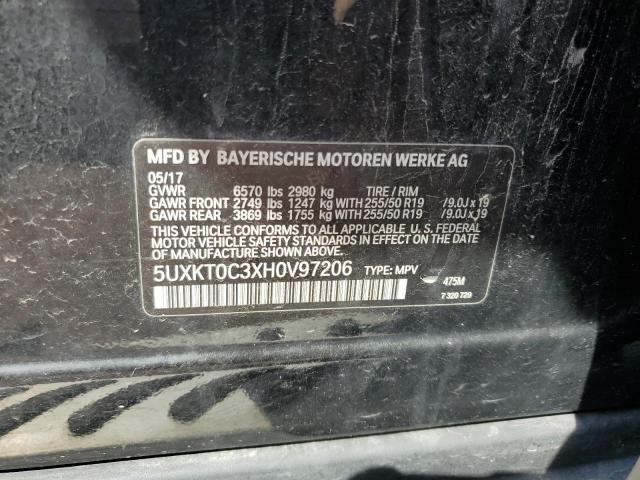 MFD BY BAYERISCHE MOTOREN WERKE AG
05/17
GVWR 6570 lbs 2980 kg TIRE / RIM
GAWR FRONT 2749 lbs 1247 kg WITH 255/50 R19 /9.0J x 19
GAWR REAR 3869 lbs 1755 kg WITH 255/50 R19 /9.0J x 19
THIS VEHICLE CONFORMS TO ALL APPLICABLE U. S. FEDERAL
MOTOR VEHICLE SAFETY STANDARDS IN EFFECT ON THE DATE
OF MANUFACTURE SHOWN ABOVE.
5UXKT0C3XH0V97206 TYPE: MPV 475M
7 320 729